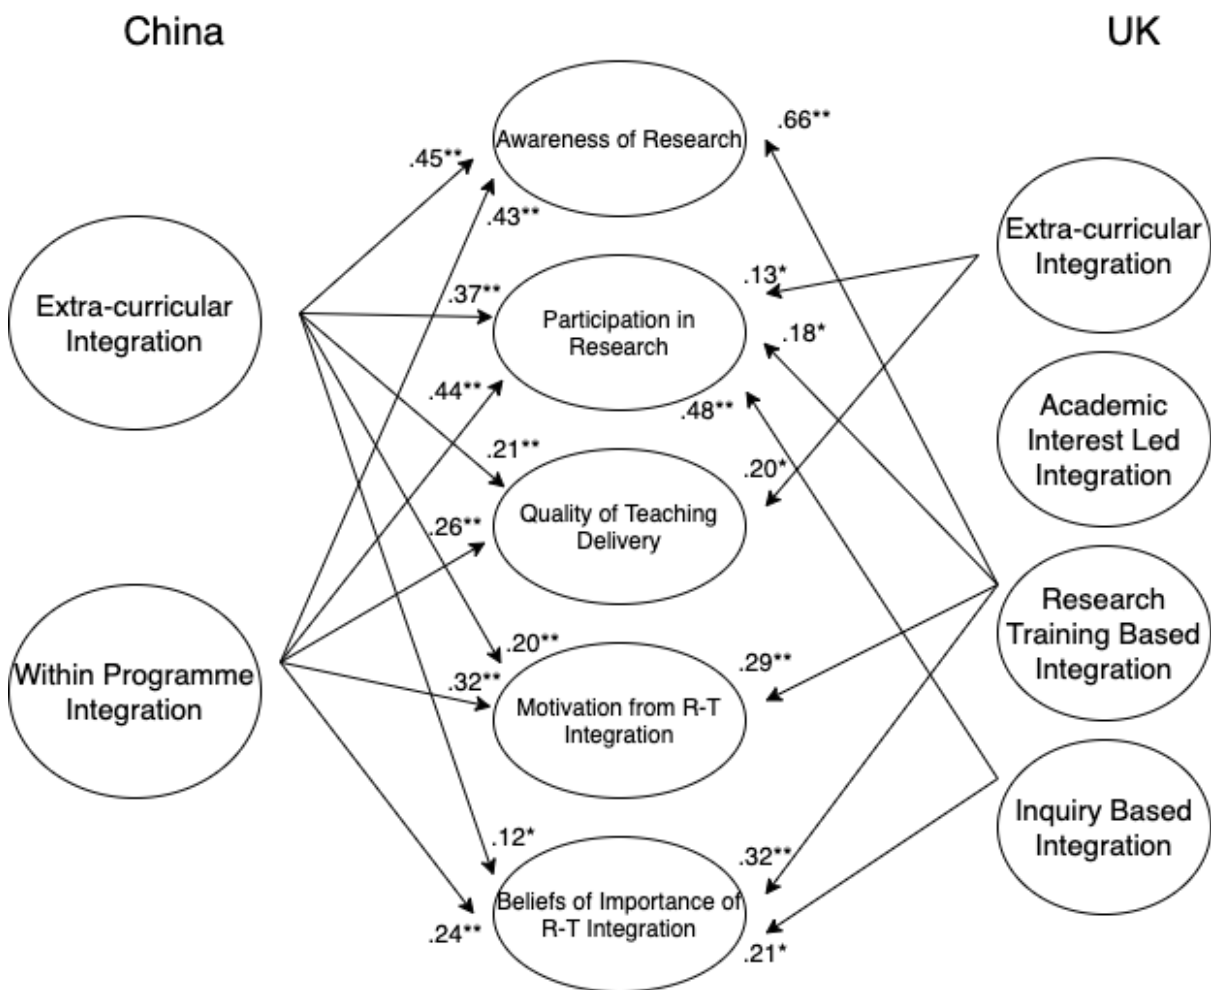 China
UK
Awareness of Research
.66**
.45**
.43**
Extra-curricular
Integration
Extra-curricular
Integration
.37**
Participation in
Research
.13*
.18*
.44**
.48**
Academic
Interest Led
Integration
.21**
Quality of Teaching
Delivery
.20*
.26**
Within Programme
Integration
Research
Training Based
Integration
.20**
.32**
Motivation from R-T
Integration
.29**
Inquiry Based
Integration
.12*
.32**
Beliefs of Importance of
R-T Integration
.24**
.21*